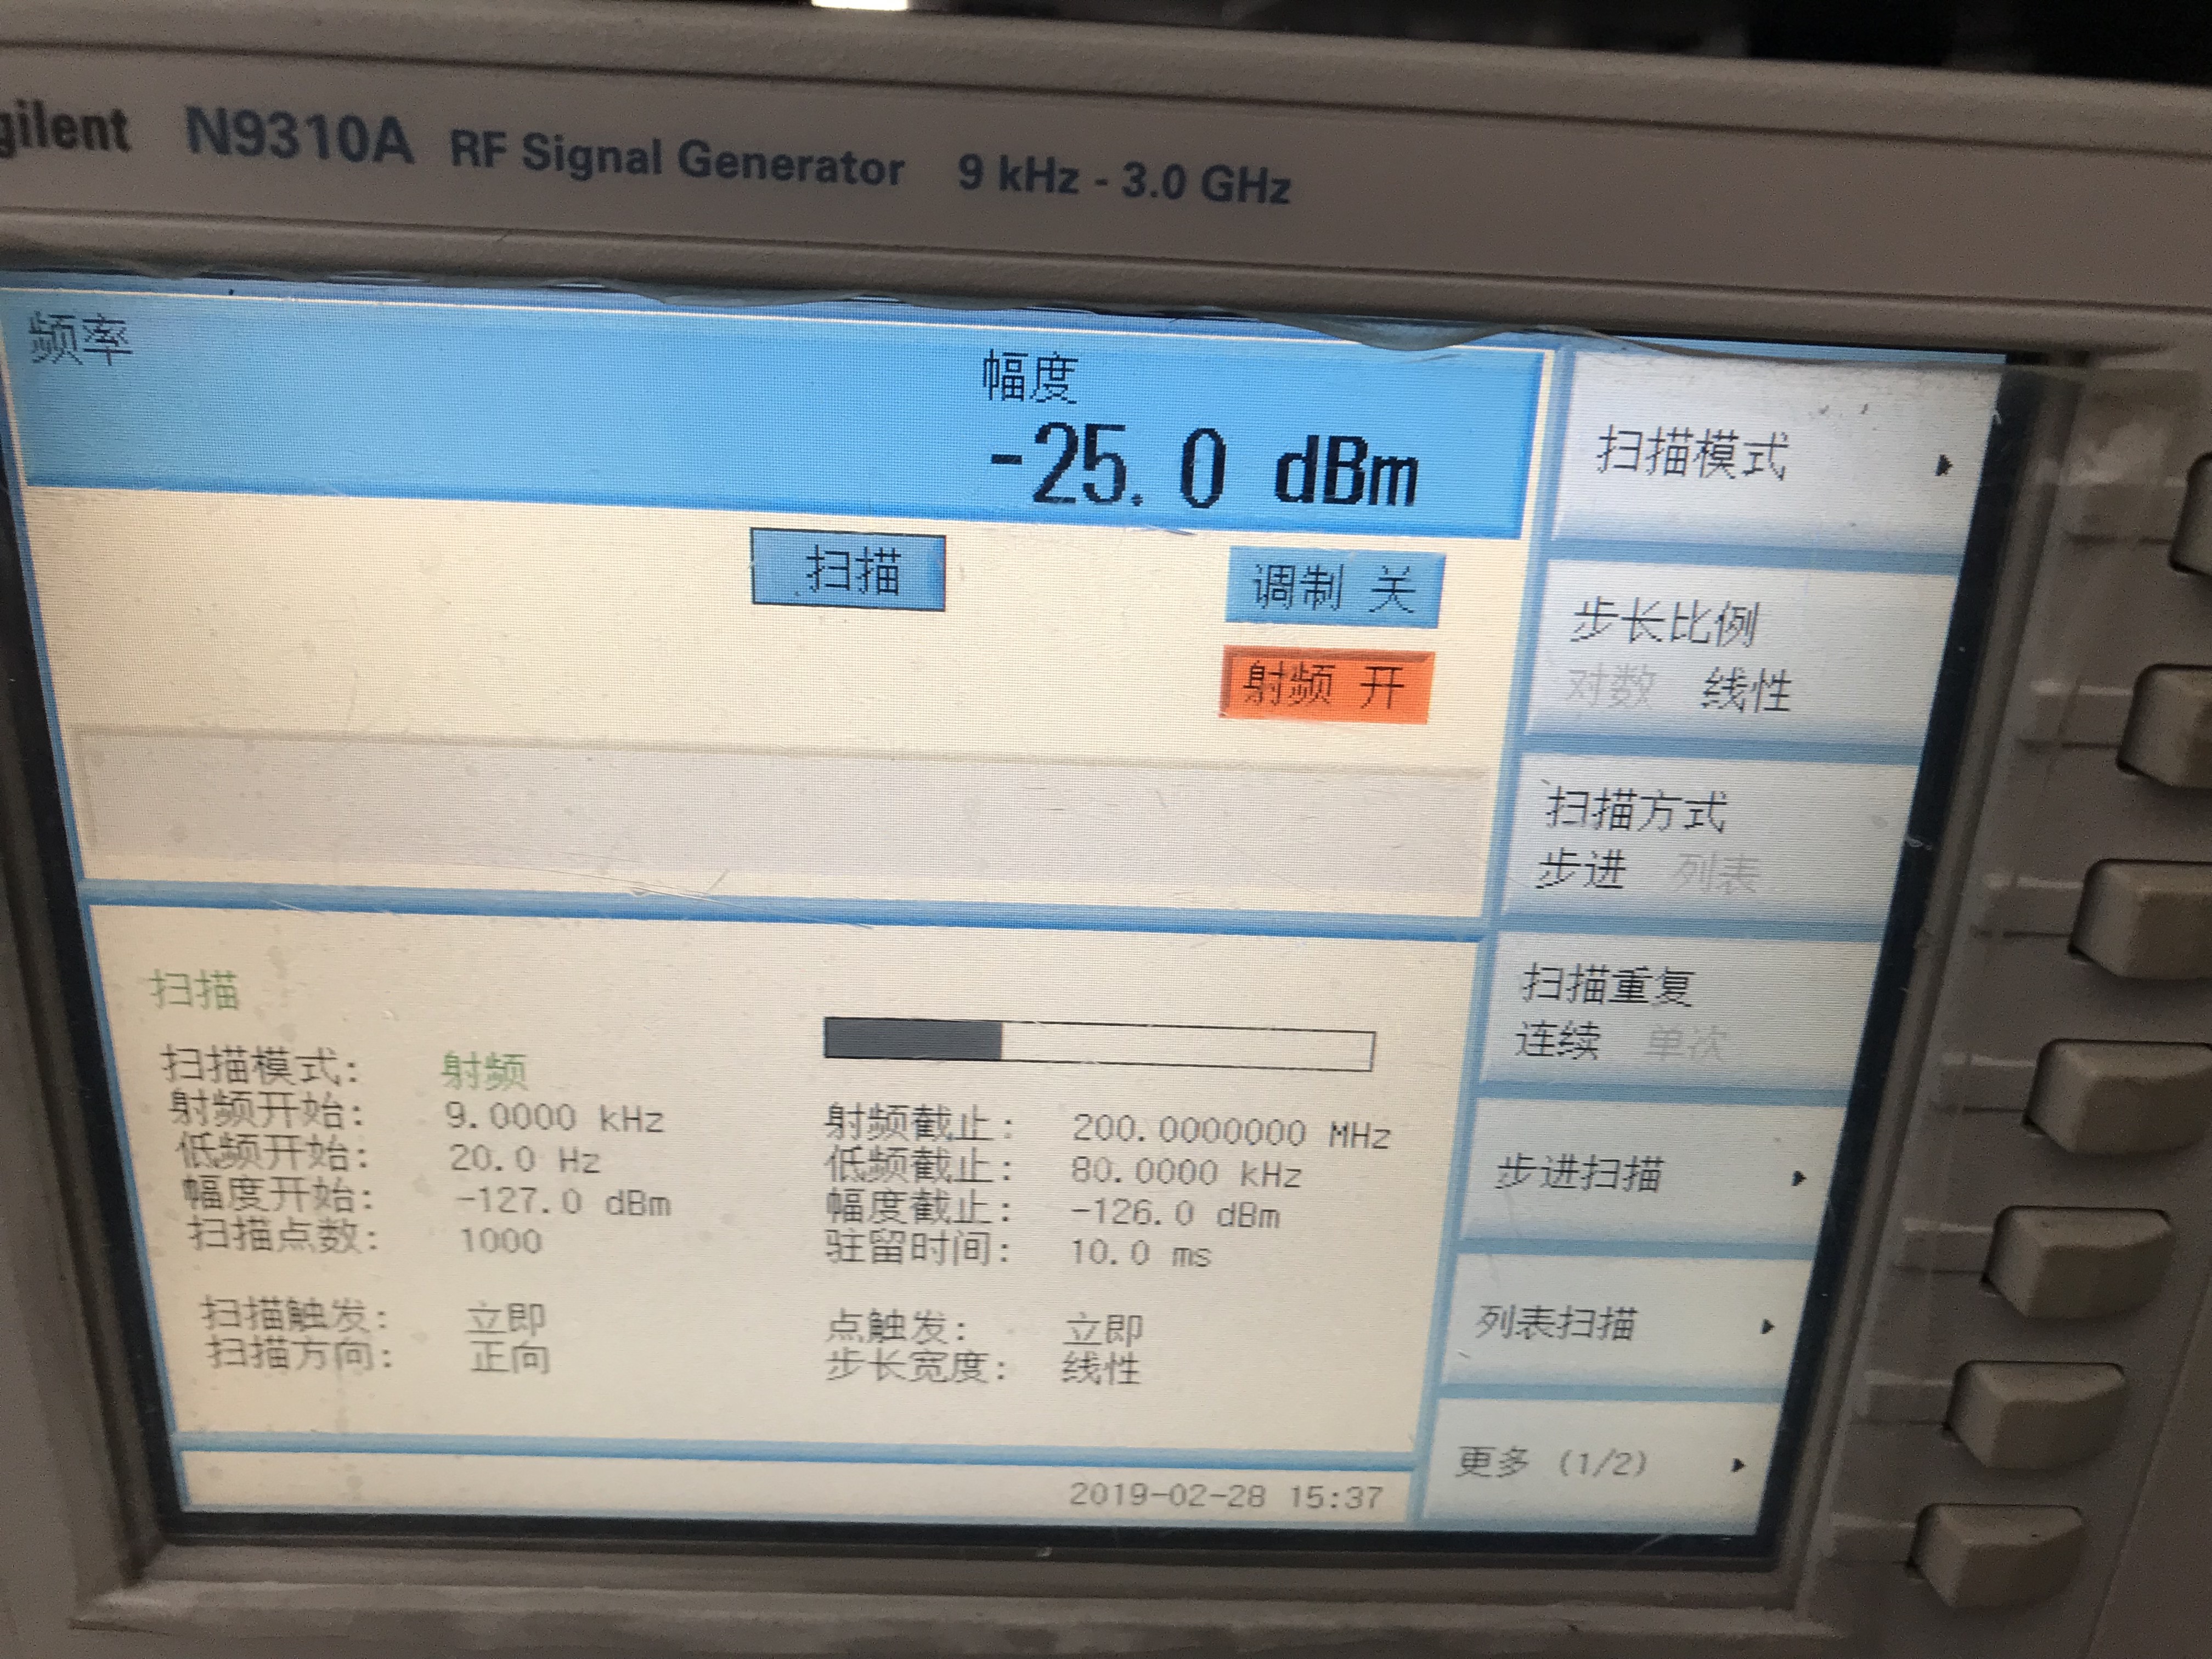 gilent N9310A RF Signal Generator 9 kHz - 3.0 GHz
频率
幅度
-25.0 dBm
扫描
调制 关
射频 开
扫描
扫描模式: 射频
射频开始: 9.0000 kHz 射频截止: 200.0000000 MHz
低频开始: 20.0 Hz 低频截止: 80.0000 kHz
幅度开始: -127.0 dBm 幅度截止: -126.0 dBm
扫描点数: 1000 驻留时间: 10.0 ms
扫描触发: 立即 点触发: 立即
扫描方向: 正向 步长宽度: 线性
2019-02-28 15:37
扫描模式
步长比例
对数 线性
扫描方式
步进 列表
扫描重复
连续 单次
步进扫描
列表扫描
更多 (1/2)